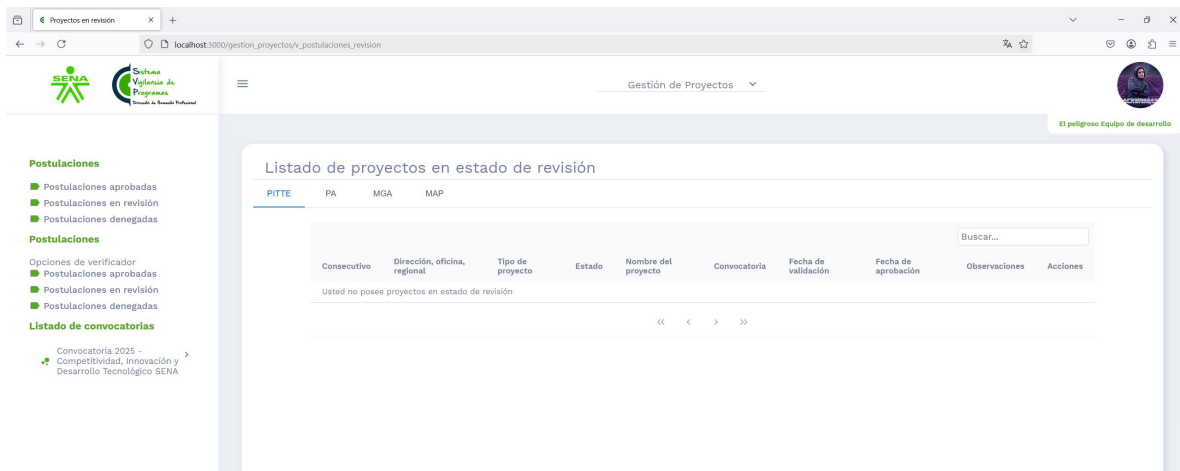 Proyectos en revisión
localhost:3000/gestion_proyectos/v_postulaciones_revision
SENA
Sistema
Vigilancia de
Programas
Dirección de Formación Profesional
Gestión de Proyectos
El peligroso Equipo de desarrollo
Postulaciones
Postulaciones aprobadas
Postulaciones en revisión
Postulaciones denegadas
Postulaciones
Opciones de verificador
Postulaciones aprobadas
Postulaciones en revisión
Postulaciones denegadas
Listado de convocatorias
Convocatoria 2025 -
Competitividad, Innovación y
Desarrollo Tecnológico SENA
Listado de proyectos en estado de revisión
PITTE PA MGA MAP
Buscar...
Consecutivo Dirección, oficina, regional Tipo de proyecto Estado Nombre del proyecto Convocatoria Fecha de validación Fecha de aprobación Observaciones Acciones
Usted no posee proyectos en estado de revisión